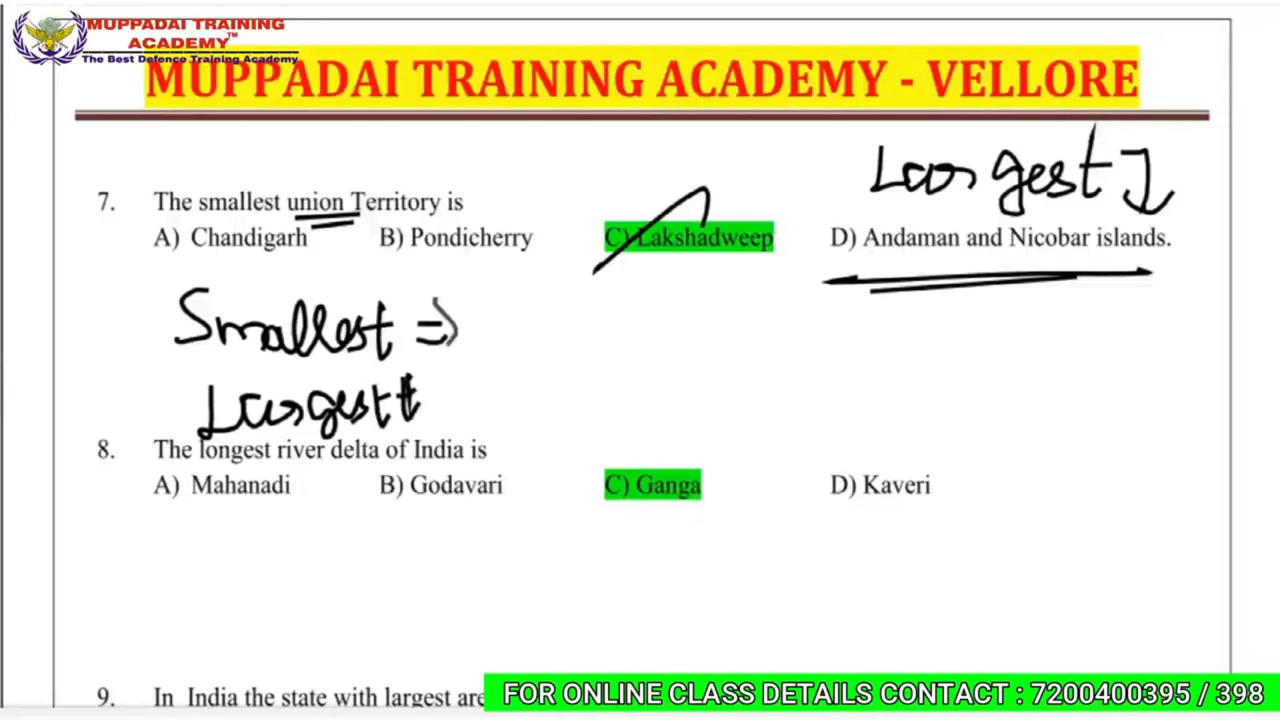 MUPPADAI TRAINING
ACADEMY™
The Best Defence Training Academy
MUPPADAI TRAINING ACADEMY - VELLORE
Largest
7. The smallest union Territory is
A) Chandigarh B) Pondicherry C) Lakshadweep D) Andaman and Nicobar islands.
Smallest ⇒
Largest
8. The longest river delta of India is
A) Mahanadi B) Godavari C) Ganga D) Kaveri
9. In India the state with largest are
FOR ONLINE CLASS DETAILS CONTACT : 7200400395 / 398